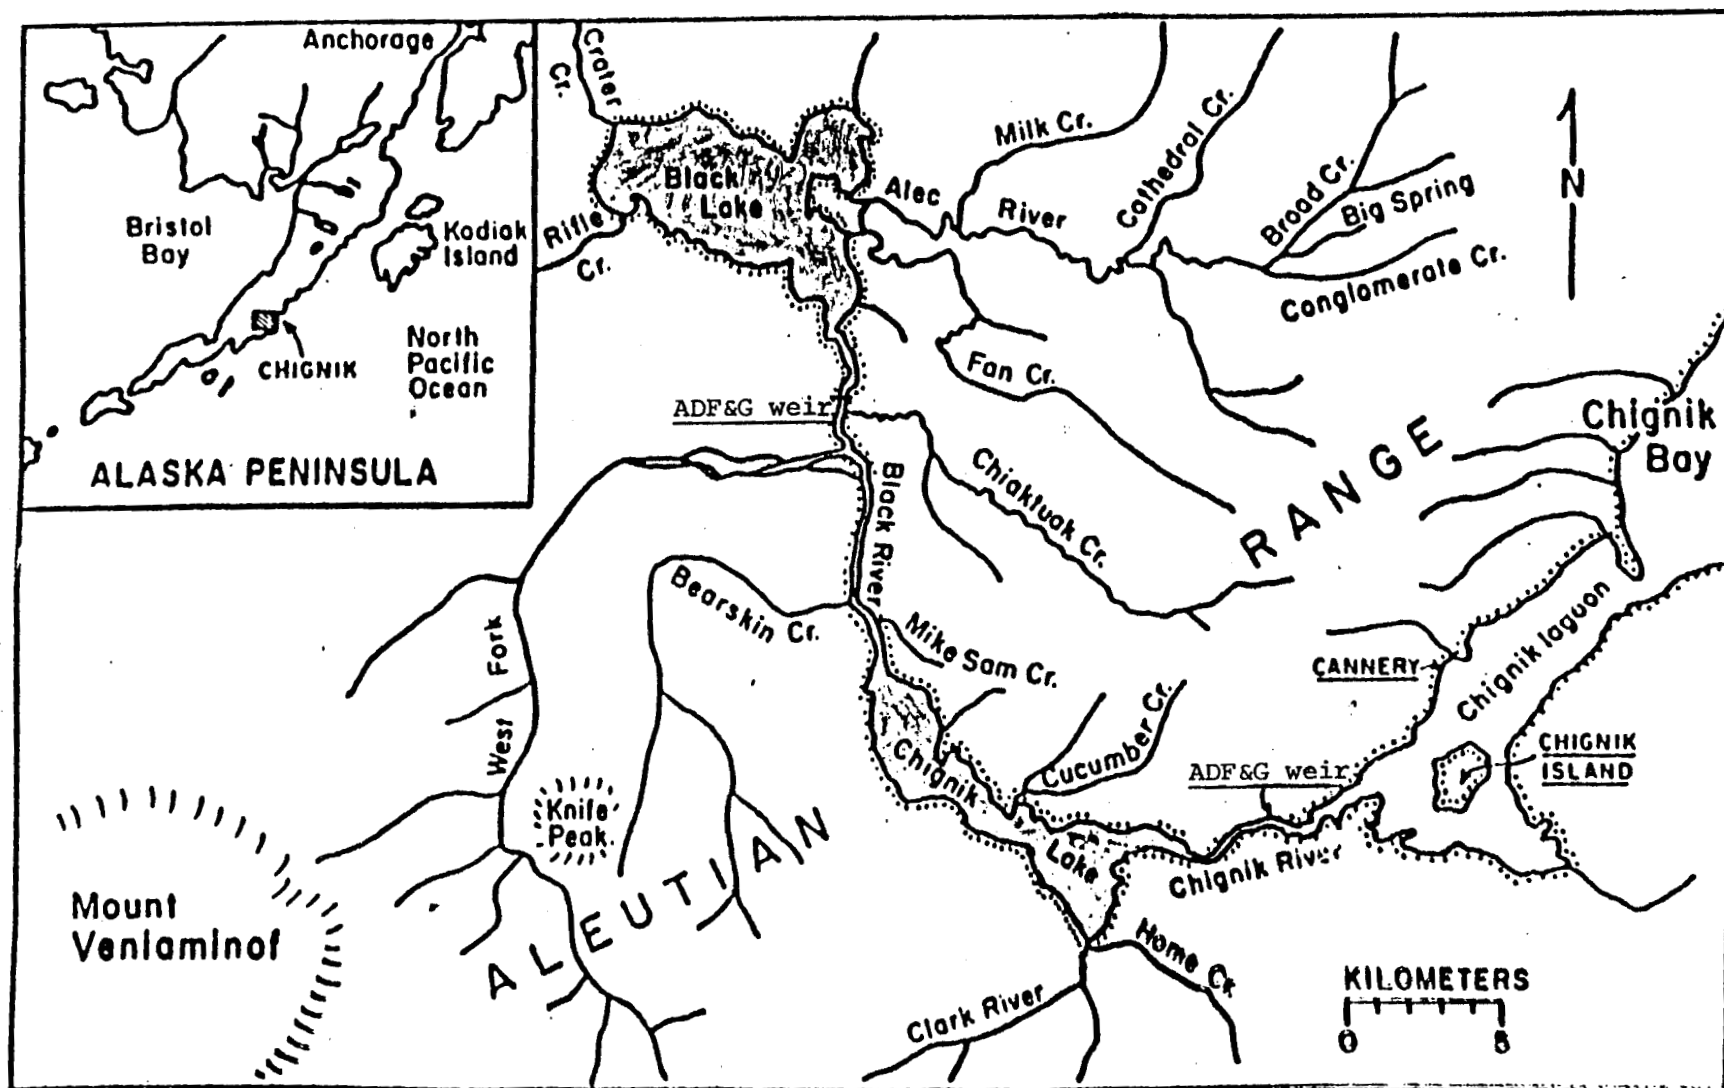 Anchorage
Bristol
Bay
Kodiak
Island
CHIGNIK
North
Pacific
Ocean
ALASKA PENINSULA
Crater
Cr.
Black
Lake
Rifle
Cr.
Alec
River
Milk Cr.
Cathedral Cr.
Broad Cr.
Big Spring
Conglomerate Cr.
N
Fan Cr.
ADF&G weir
Chiaktuak Cr.
Black River
Bearskin Cr.
Mike Sam Cr.
West Fork
Cucumber Cr.
Chignik
Lake
ADF&G weir
Chignik River
Home Cr.
Clark River
Knife
Peak
Mount
Veniaminof
ALEUTIAN
RANGE
Chignik
Bay
Chignik lagoon
CANNERY
CHIGNIK
ISLAND
KILOMETERS
0 5